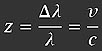 z = Δλ/λ = v/c